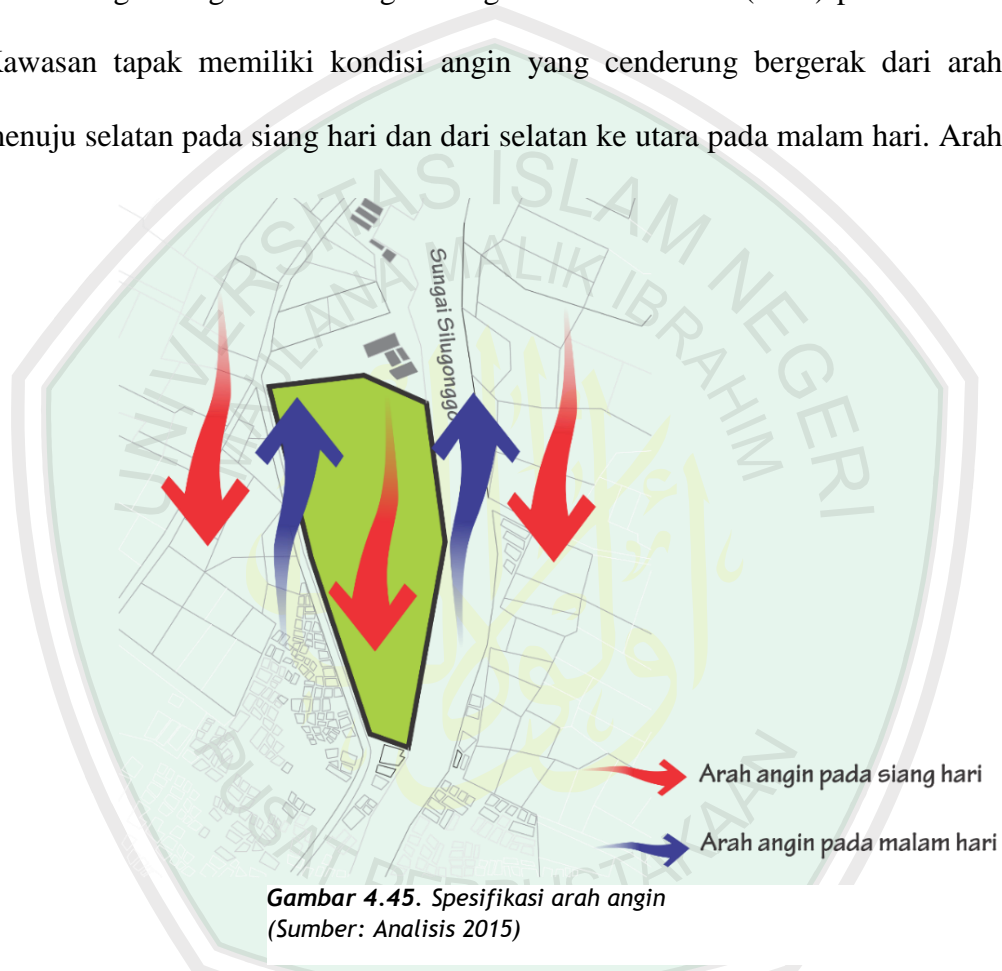 Kawasan tapak memiliki kondisi angin yang cenderung bergerak dari arah
menuju selatan pada siang hari dan dari selatan ke utara pada malam hari. Arah
UNIVERSITAS ISLAM NEGERI
MAULANA MALIK IBRAHIM
Sungai Silugonggo
Arah angin pada siang hari
Arah angin pada malam hari
PUSAT PERPUSTAKAAN
Gambar 4.45. Spesifikasi arah angin
(Sumber: Analisis 2015)